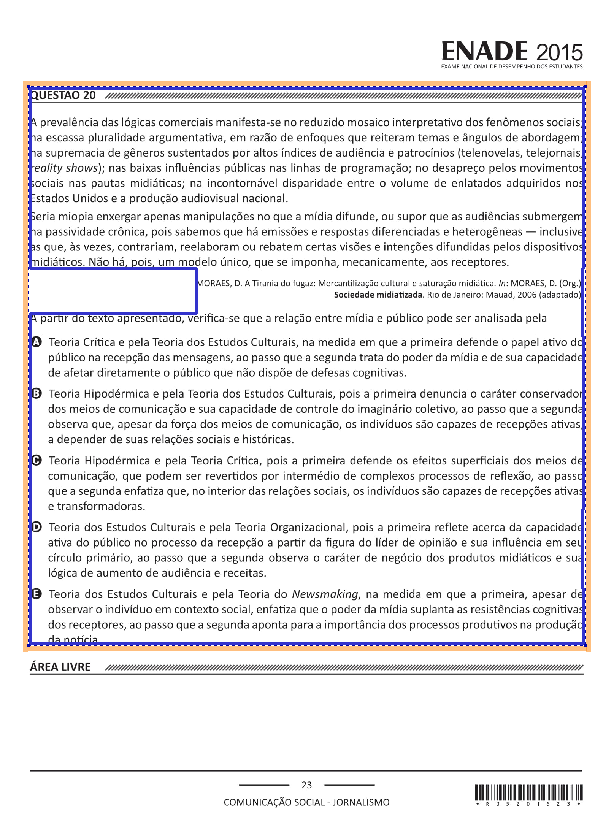 ENADE 2015
EXAME NACIONAL DE DESEMPENHO DOS ESTUDANTES
QUESTÃO 20
A prevalência das lógicas comerciais manifesta-se no reduzido mosaico interpretativo dos fenômenos sociais;
na escassa pluralidade argumentativa, em razão de enfoques que reiteram temas e ângulos de abordagem;
na supremacia de gêneros sustentados por altos índices de audiência e patrocínios (telenovelas, telejornais,
reality shows); nas baixas influências públicas nas linhas de programação; no desapreço pelos movimentos
sociais nas pautas midiáticas; na incontornável disparidade entre o volume de enlatados adquiridos nos
Estados Unidos e a produção audiovisual nacional.
Seria miopia enxergar apenas manipulações no que a mídia difunde, ou supor que as audiências submergem
na passividade crônica, pois sabemos que há emissões e respostas diferenciadas e heterogêneas — inclusive
as que, às vezes, contrariam, reelaboram ou rebatem certas visões e intenções difundidas pelos dispositivos
midiáticos. Não há, pois, um modelo único, que se imponha, mecanicamente, aos receptores.
MORAES, D. A Tirania do fugaz: Mercantilização cultural e saturação midiática. In: MORAES, D. (Org.)
Sociedade midiatizada. Rio de Janeiro: Mauad, 2006 (adaptado)
A partir do texto apresentado, verifica-se que a relação entre mídia e público pode ser analisada pela
A Teoria Crítica e pela Teoria dos Estudos Culturais, na medida em que a primeira defende o papel ativo do
público na recepção das mensagens, ao passo que a segunda trata do poder da mídia e de sua capacidade
de afetar diretamente o público que não dispõe de defesas cognitivas.
B Teoria Hipodérmica e pela Teoria dos Estudos Culturais, pois a primeira denuncia o caráter conservador
dos meios de comunicação e sua capacidade de controle do imaginário coletivo, ao passo que a segunda
observa que, apesar da força dos meios de comunicação, os indivíduos são capazes de recepções ativas,
a depender de suas relações sociais e históricas.
C Teoria Hipodérmica e pela Teoria Crítica, pois a primeira defende os efeitos superficiais dos meios de
comunicação, que podem ser revertidos por intermédio de complexos processos de reflexão, ao passo
que a segunda enfatiza que, no interior das relações sociais, os indivíduos são capazes de recepções ativas
e transformadoras.
D Teoria dos Estudos Culturais e pela Teoria Organizacional, pois a primeira reflete acerca da capacidade
ativa do público no processo da recepção a partir da figura do líder de opinião e sua influência em seu
círculo primário, ao passo que a segunda observa o caráter de negócio dos produtos midiáticos e sua
lógica de aumento de audiência e receitas.
E Teoria dos Estudos Culturais e pela Teoria do Newsmaking, na medida em que a primeira, apesar de
observar o indivíduo em contexto social, enfatiza que o poder da mídia suplanta as resistências cognitivas
dos receptores, ao passo que a segunda aponta para a importância dos processos produtivos na produção
da notícia
ÁREA LIVRE
23
COMUNICAÇÃO SOCIAL - JORNALISMO
* R 1 5 2 0 1 5 2 3 *